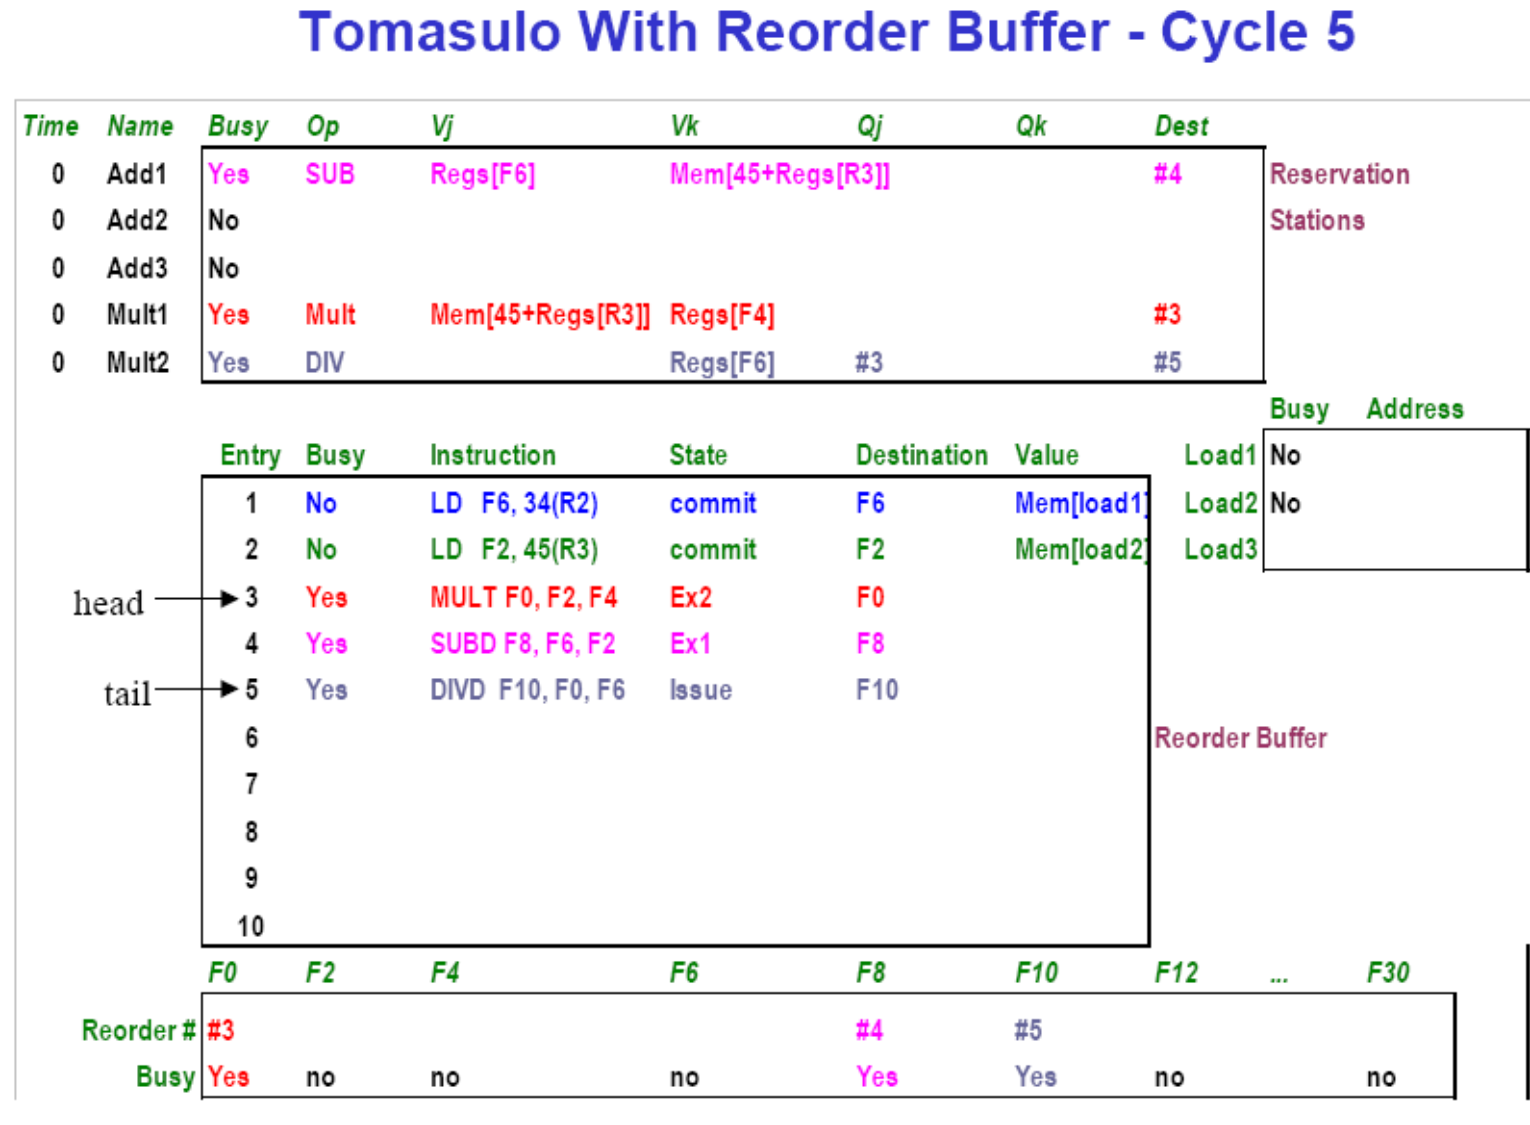 Tomasulo With Reorder Buffer - Cycle 5
Time Name Busy Op Vj Vk Qj Qk Dest
0 Add1 Yes SUB Regs[F6] Mem[45+Regs[R3]] #4 Reservation
0 Add2 No Stations
0 Add3 No
0 Mult1 Yes Mult Mem[45+Regs[R3]] Regs[F4] #3
0 Mult2 Yes DIV Regs[F6] #3 #5
Busy Address
Entry Busy Instruction State Destination Value Load1 No
1 No LD F6, 34(R2) commit F6 Mem[load1] Load2 No
2 No LD F2, 45(R3) commit F2 Mem[load2] Load3
head 3 Yes MULT F0, F2, F4 Ex2 F0
4 Yes SUBD F8, F6, F2 Ex1 F8
tail 5 Yes DIVD F10, F0, F6 Issue F10
6 Reorder Buffer
7
8
9
10
F0 F2 F4 F6 F8 F10 F12 ... F30
Reorder # #3 #4 #5
Busy Yes no no no Yes Yes no no